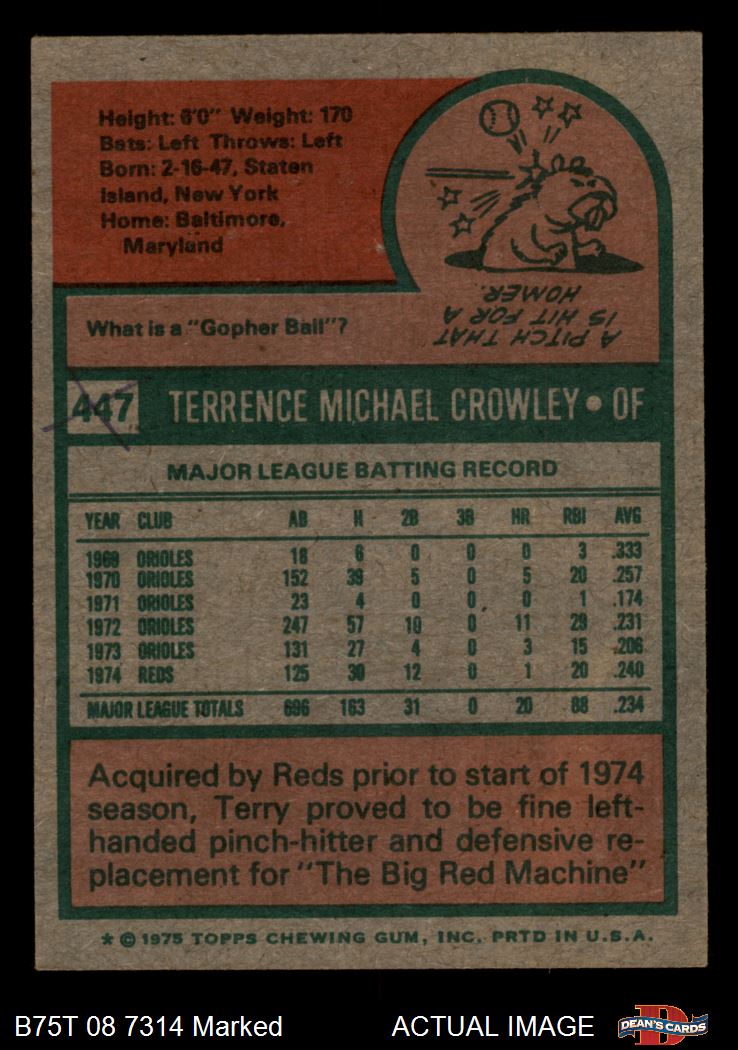 Height: 6'0" Weight: 170
Bats: Left Throws: Left
Born: 2-16-47, Staten
Island, New York
Home: Baltimore,
Maryland
What is a "Gopher Ball"?
A PITCH THAT
IS HIT FOR A
HOMER.
447 TERRENCE MICHAEL CROWLEY • OF
MAJOR LEAGUE BATTING RECORD
YEAR CLUB AB H 2B 3B HR RBI AVG
1969 ORIOLES 18 6 0 0 0 3 .333
1970 ORIOLES 152 39 5 0 5 20 .257
1971 ORIOLES 23 4 0 0 0 1 .174
1972 ORIOLES 247 57 10 0 11 29 .231
1973 ORIOLES 131 27 4 0 3 15 .206
1974 REDS 125 30 12 0 1 20 .240
MAJOR LEAGUE TOTALS 696 163 31 0 20 88 .234
Acquired by Reds prior to start of 1974
season, Terry proved to be fine left-
handed pinch-hitter and defensive re-
placement for "The Big Red Machine"
* © 1975 TOPPS CHEWING GUM, INC. PRTD IN U.S.A.
B75T 08 7314 Marked ACTUAL IMAGE DEAN'S CARDS